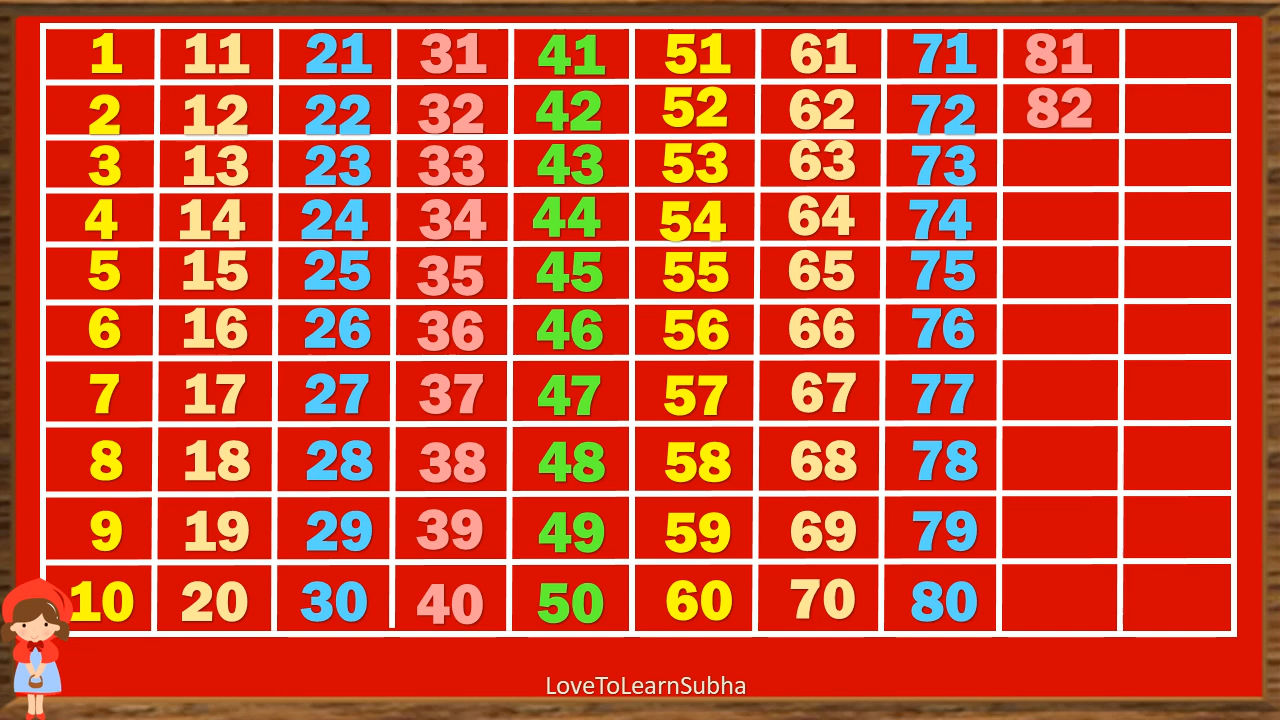 1 11 21 31 41 51 61 71 81
2 12 22 32 42 52 62 72 82
3 13 23 33 43 53 63 73
4 14 24 34 44 54 64 74
5 15 25 35 45 55 65 75
6 16 26 36 46 56 66 76
7 17 27 37 47 57 67 77
8 18 28 38 48 58 68 78
9 19 29 39 49 59 69 79
10 20 30 40 50 60 70 80
LoveToLearnSubha